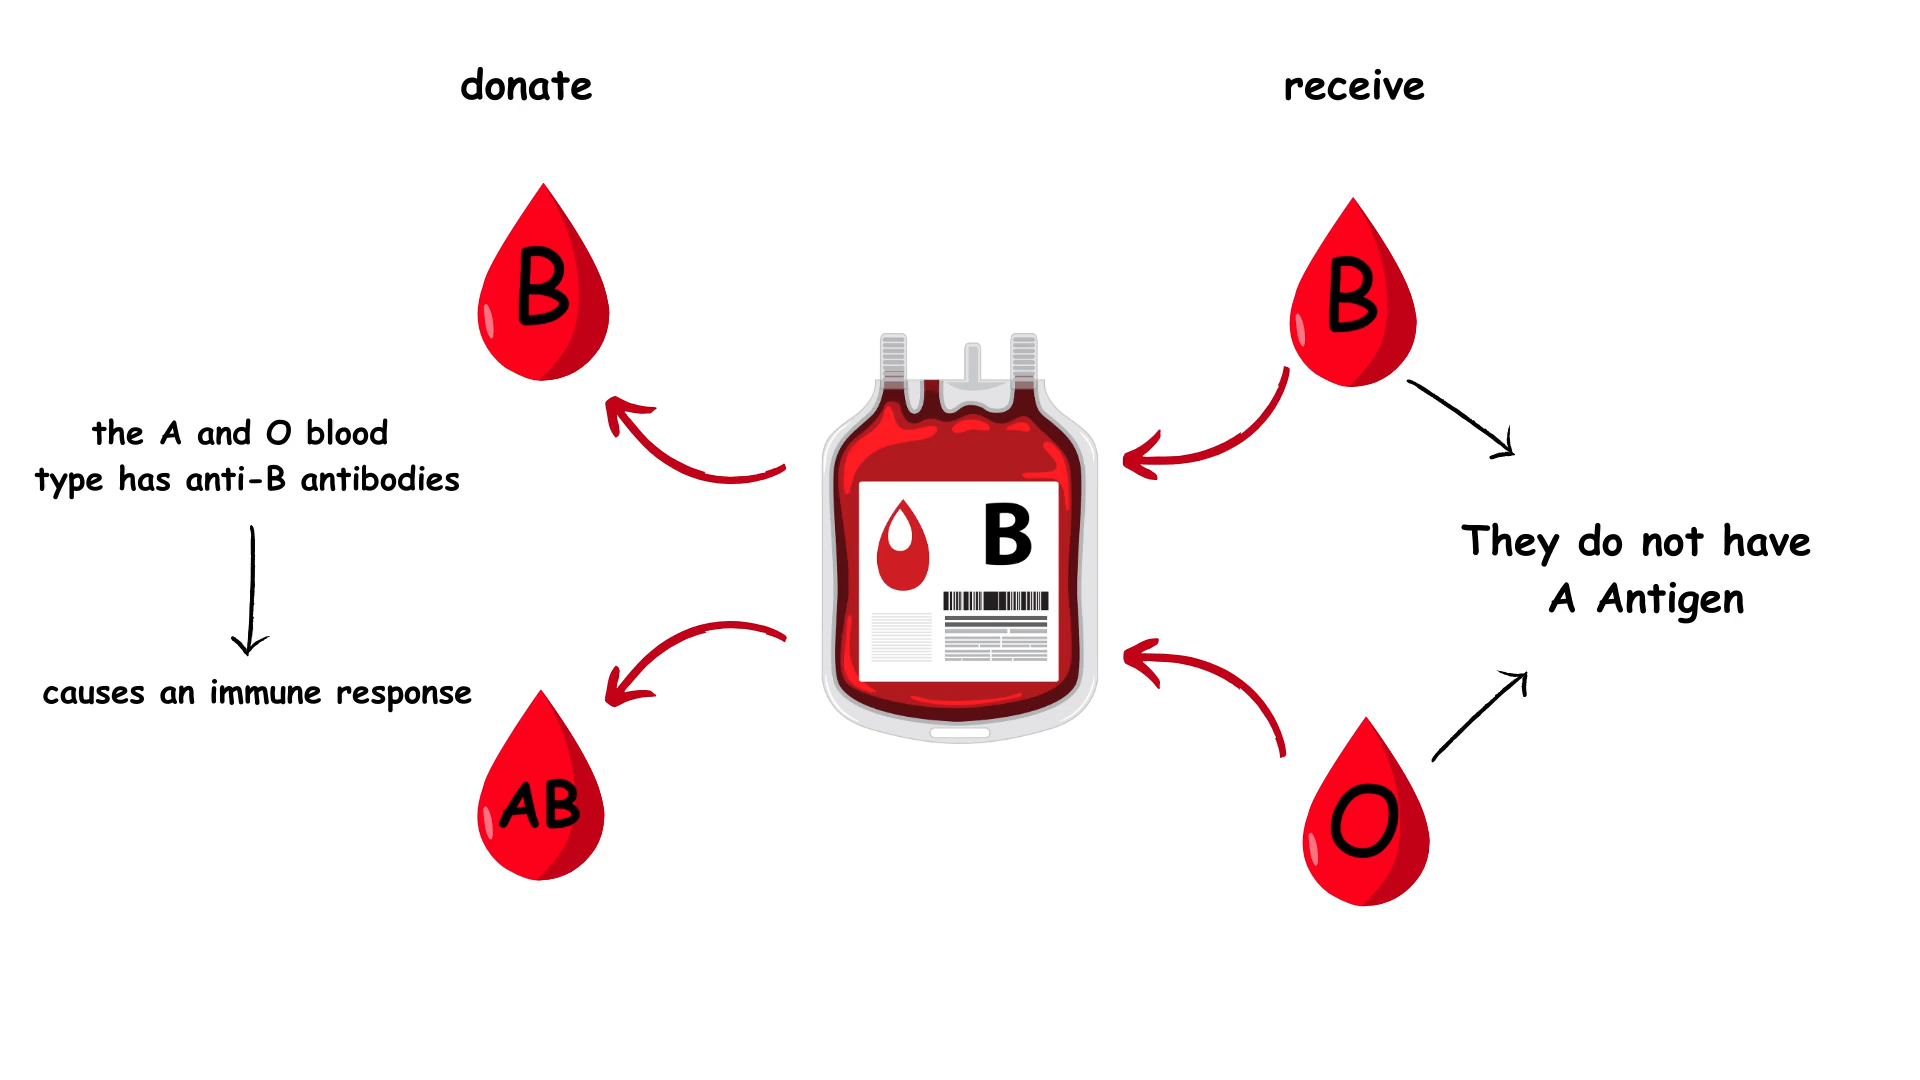 donate
receive
B
B
the A and O blood
type has anti-B antibodies
B
They do not have
A Antigen
causes an immune response
AB
O